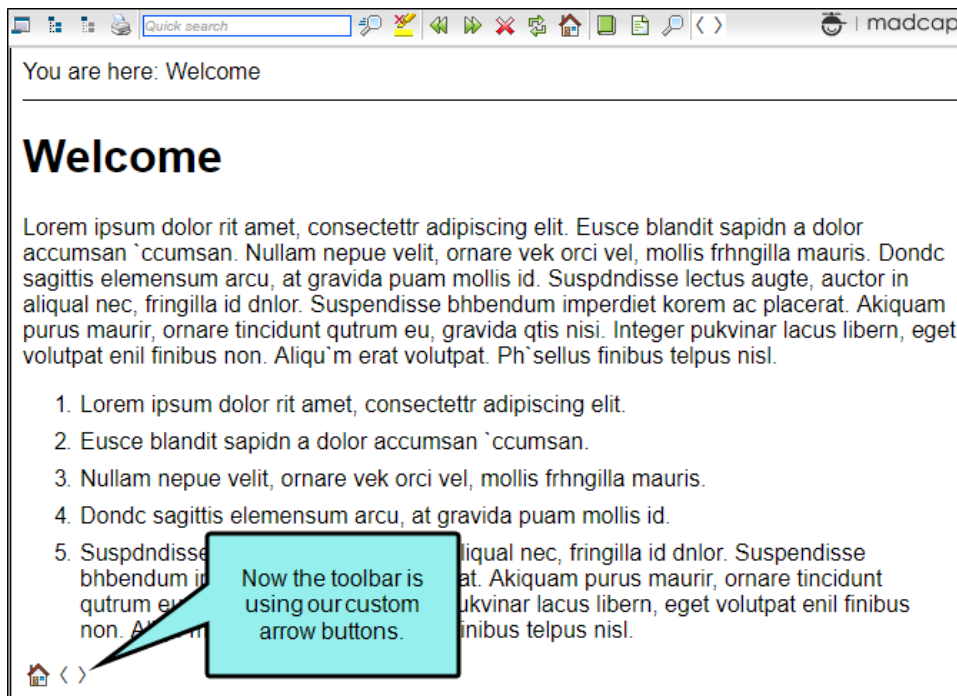 Quick search
madcap
You are here: Welcome
Welcome
Lorem ipsum dolor rit amet, consectettr adipiscing elit. Eusce blandit sapidn a dolor
accumsan `ccumsan. Nullam nepue velit, ornare vek orci vel, mollis frhngilla mauris. Dondc
sagittis elemensum arcu, at gravida puam mollis id. Suspdndisse lectus augte, auctor in
aliqual nec, fringilla id dnlor. Suspendisse bhbendum imperdiet korem ac placerat. Akiquam
purus maurir, ornare tincidunt qutrum eu, gravida qtis nisi. Integer pukvinar lacus libern, eget
volutpat enil finibus non. Aliqu`m erat volutpat. Ph`sellus finibus telpus nisl.
1. Lorem ipsum dolor rit amet, consectettr adipiscing elit.
2. Eusce blandit sapidn a dolor accumsan `ccumsan.
3. Nullam nepue velit, ornare vek orci vel, mollis frhngilla mauris.
4. Dondc sagittis elemensum arcu, at gravida puam mollis id.
5. Suspdndisse liqual nec, fringilla id dnlor. Suspendisse
bhbendum at. Akiquam purus maurir, ornare tincidunt
qutrum ukvinar lacus libern, eget volutpat enil finibus
non. inibus telpus nisl.
Now the toolbar is
using our custom
arrow buttons.